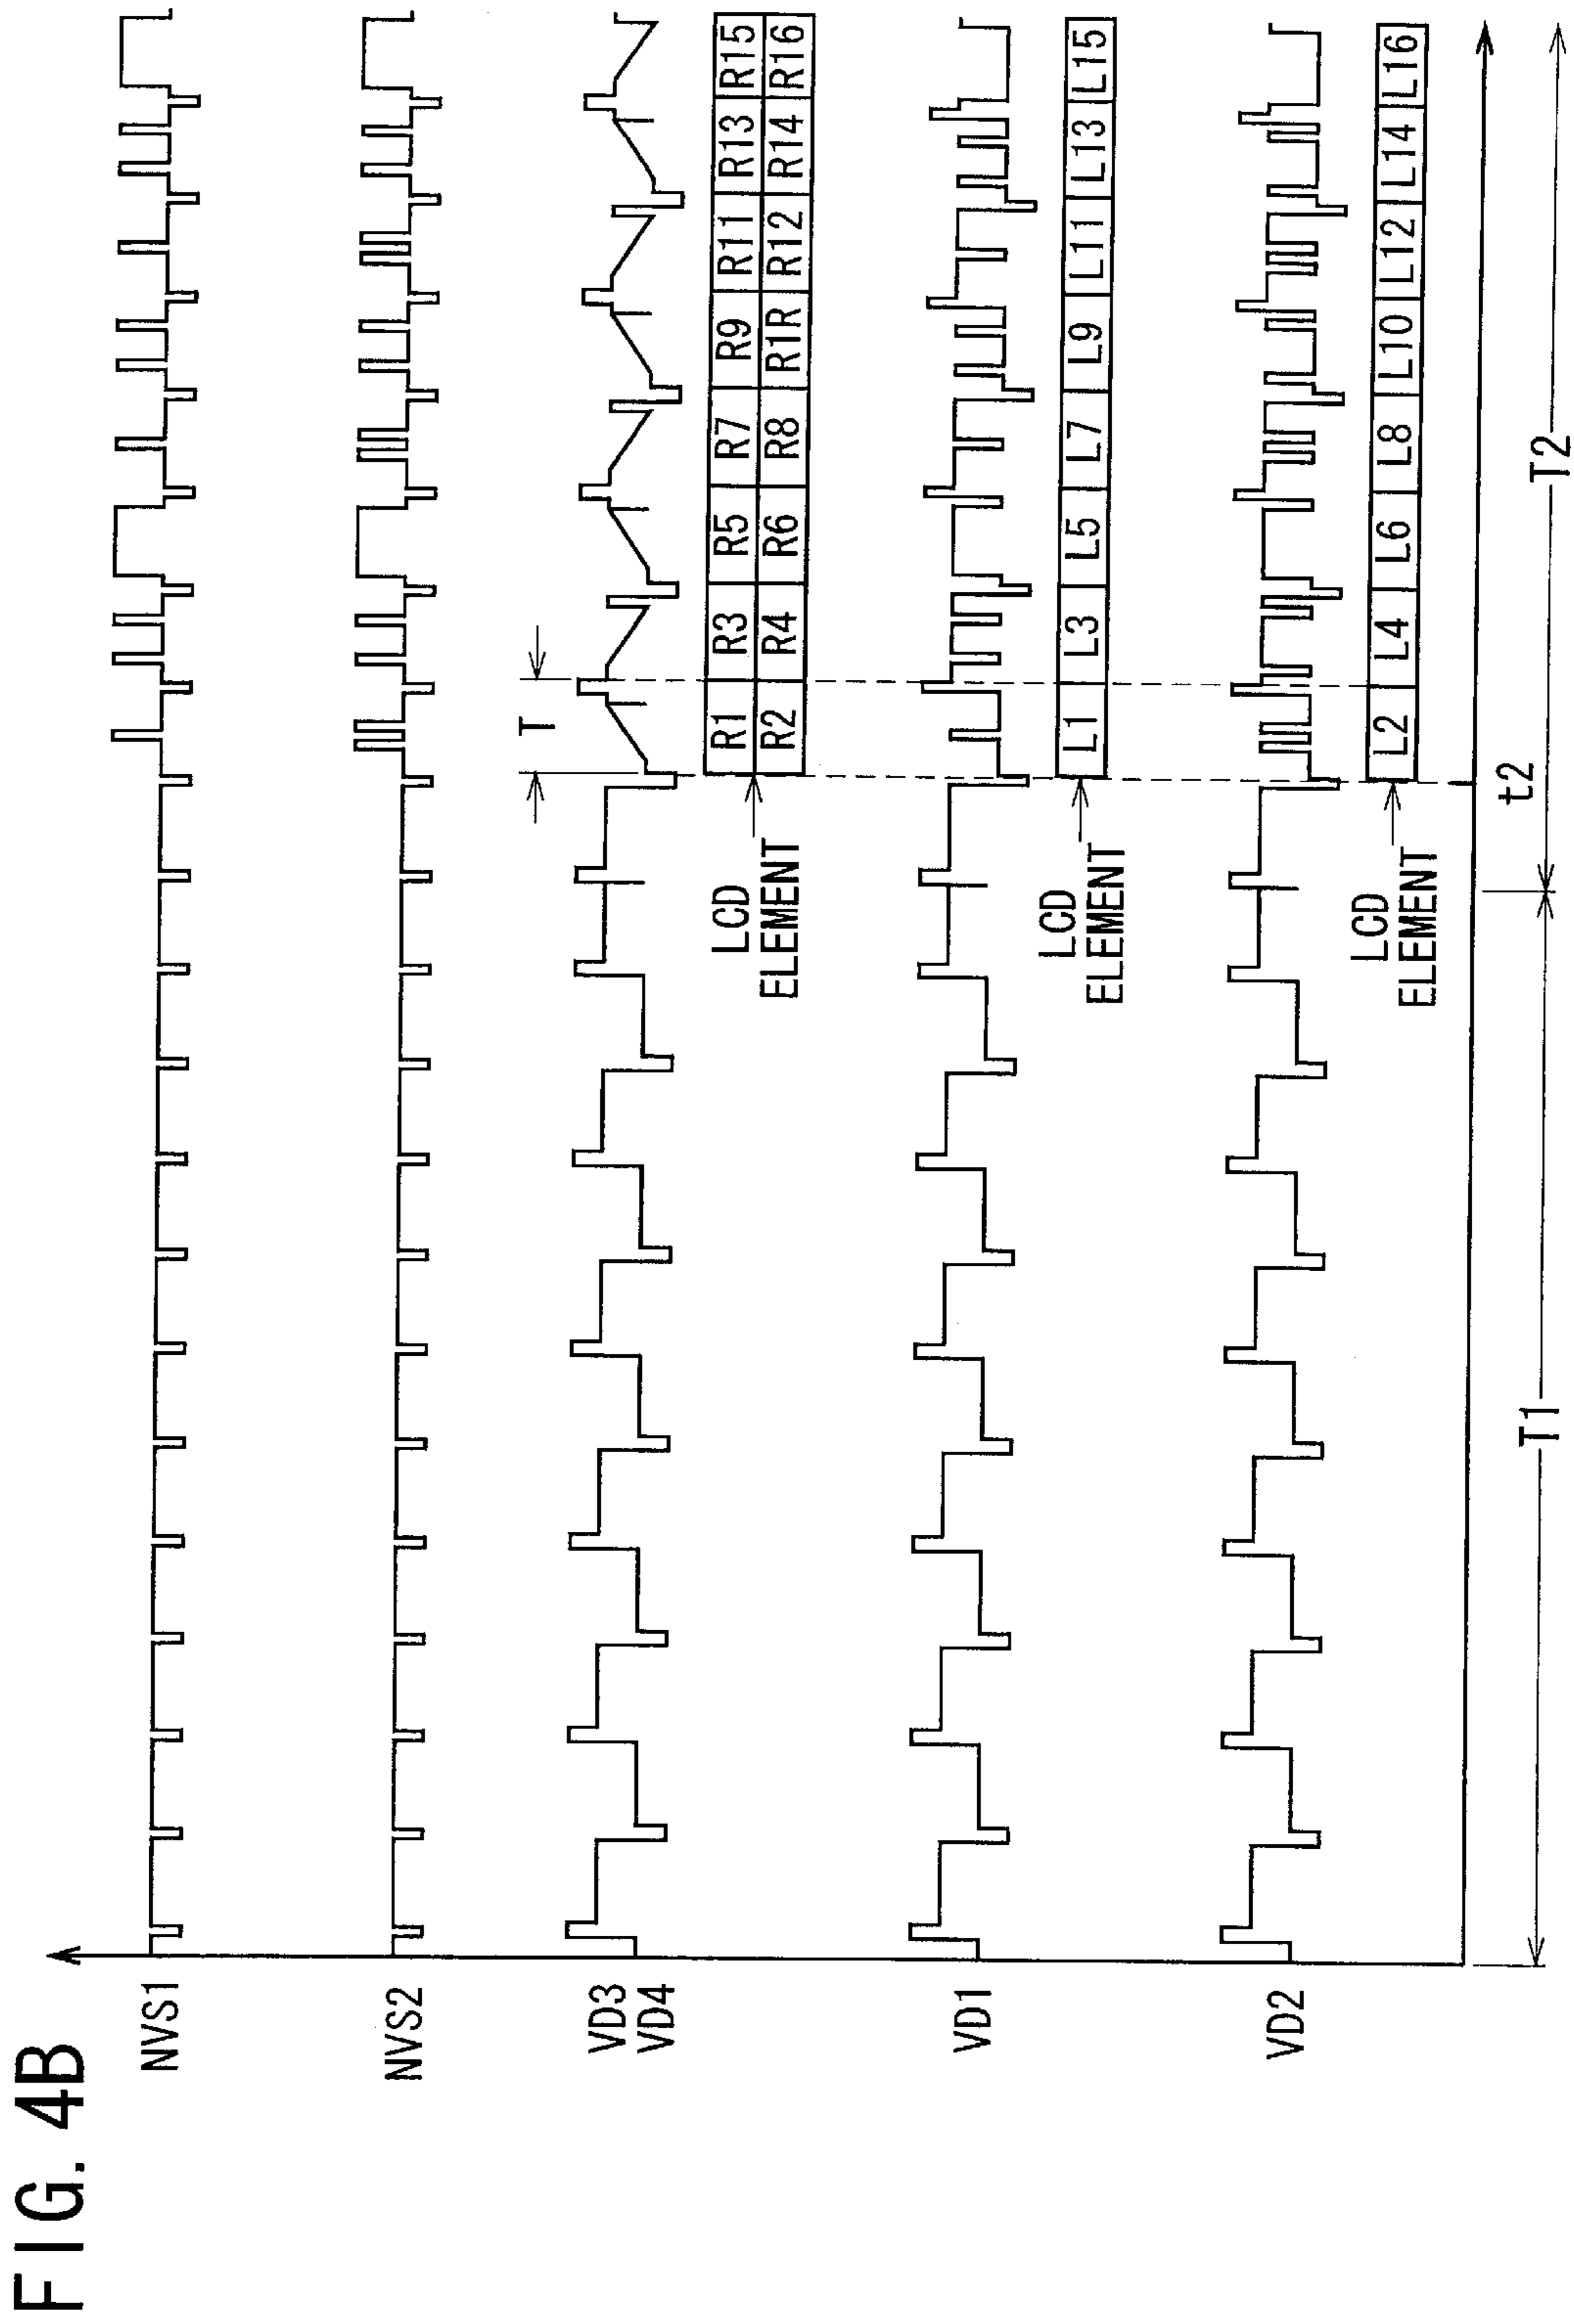 FIG. 4B
NVS1
NVS2
T
VD3
VD4
R1 R3 R5 R7 R9 R11 R13 R15
R2 R4 R6 R8 R1R R12 R14 R16
LCD
ELEMENT
VD1
L1 L3 L5 L7 L9 L11 L13 L15
LCD
ELEMENT
VD2
L2 L4 L6 L8 L10 L12 L14 L16
LCD
ELEMENT
t2
T1 T2